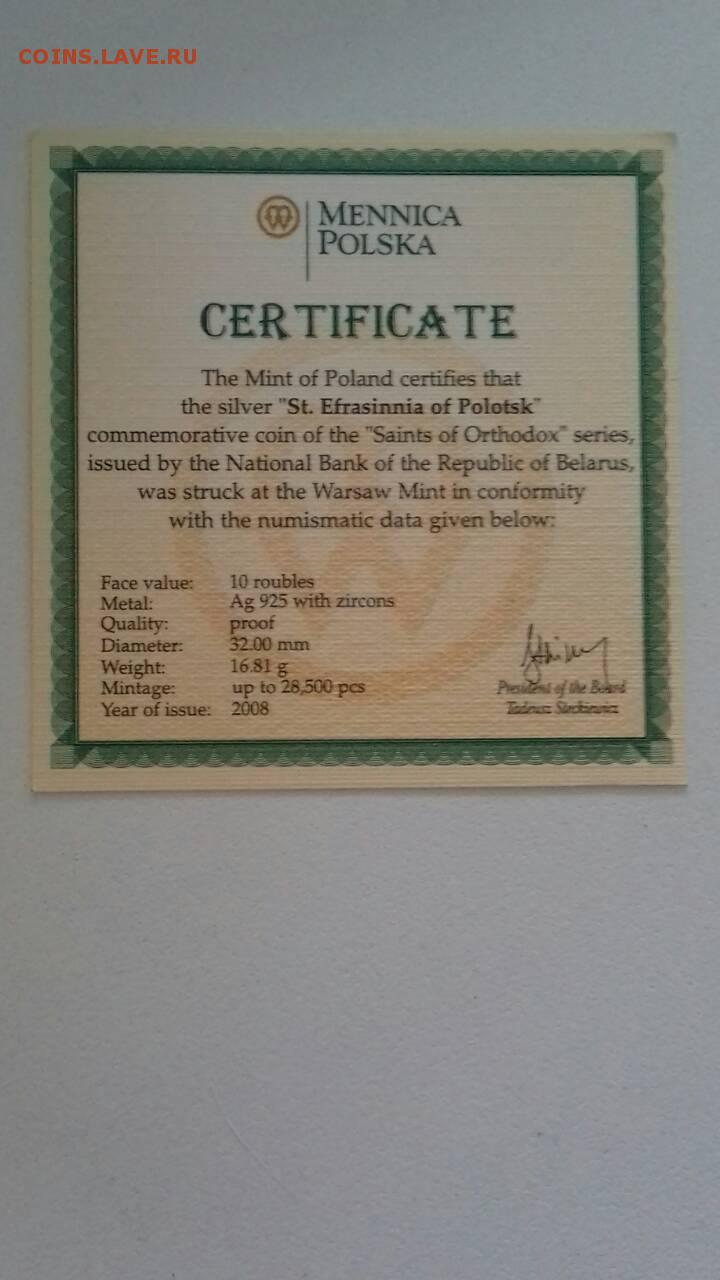 COINS.LAVE.RU
MENNICA
POLSKA
CERTIFICATE
The Mint of Poland certifies that
the silver "St. Efrasinnia of Polotsk"
commemorative coin of the "Saints of Orthodox" series,
issued by the National Bank of the Republic of Belarus,
was struck at the Warsaw Mint in conformity
with the numismatic data given below:
Face value: 10 roubles
Metal: Ag 925 with zircons
Quality: proof
Diameter: 32.00 mm
Weight: 16.81 g
Mintage: up to 28,500 pcs
Year of issue: 2008
President of the Board
Tadeusz Steckiewicz